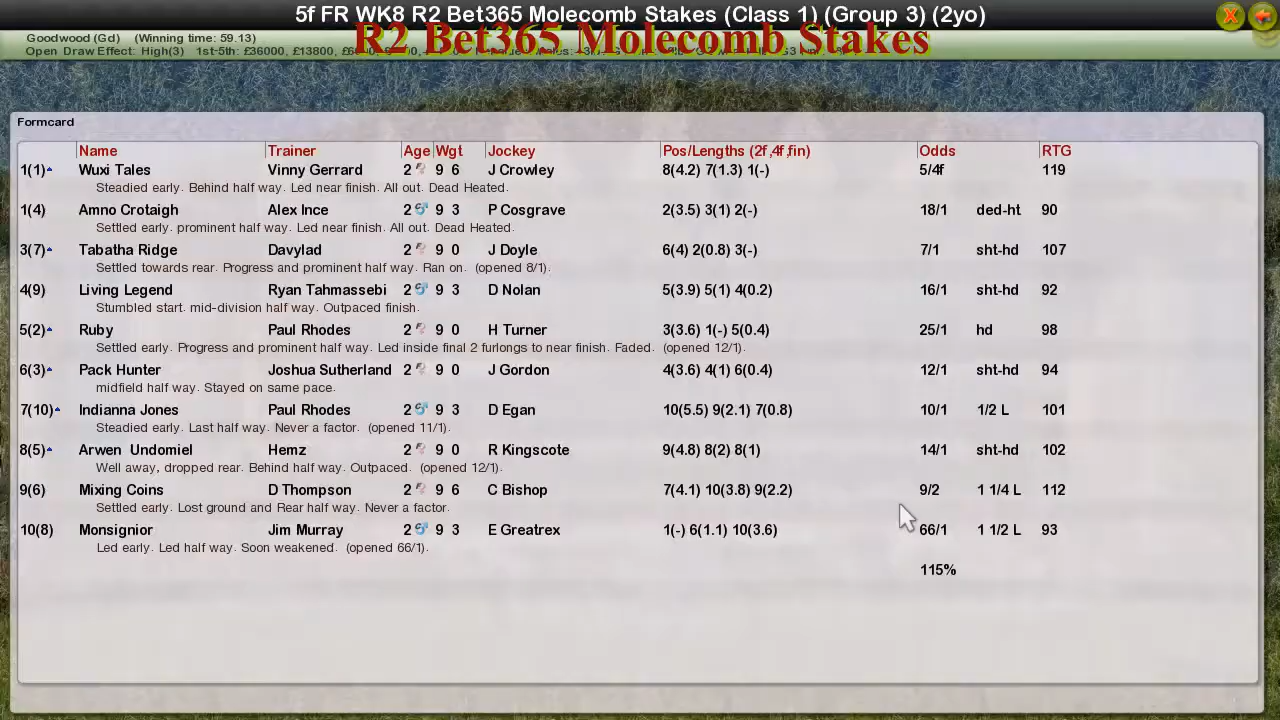 5f FR WK8 R2 Bet365 Molecomb Stakes (Class 1) (Group 3) (2yo)
R2 Bet365 Molecomb Stakes
Goodwood (Gd) (Winning time: 59.13)
Open Draw Effect: High(3) 1st-5th: £36000, £13800,
Formcard
Name Trainer Age Wgt Jockey Pos/Lengths (2f,4f,fin) Odds RTG
1(1) Wuxi Tales Vinny Gerrard 2 9 6 J Crowley 8(4.2) 7(1.3) 1(-) 5/4f 119
Steadied early. Behind half way. Led near finish. All out. Dead Heated.
1(4) Amno Crotaigh Alex Ince 2 9 3 P Cosgrave 2(3.5) 3(1) 2(-) 18/1 ded-ht 90
Settled early. prominent half way. Led near finish. All out. Dead Heated.
3(7) Tabatha Ridge Davylad 2 9 0 J Doyle 6(4) 2(0.8) 3(-) 7/1 sht-hd 107
Settled towards rear. Progress and prominent half way. Ran on. (opened 8/1).
4(9) Living Legend Ryan Tahmassebi 2 9 3 D Nolan 5(3.9) 5(1) 4(0.2) 16/1 sht-hd 92
Stumbled start. mid-division half way. Outpaced finish.
5(2) Ruby Paul Rhodes 2 9 0 H Turner 3(3.6) 1(-) 5(0.4) 25/1 hd 98
Settled early. Progress and prominent half way. Led inside final 2 furlongs to near finish. Faded. (opened 12/1).
6(3) Pack Hunter Joshua Sutherland 2 9 0 J Gordon 4(3.6) 4(1) 6(0.4) 12/1 sht-hd 94
midfield half way. Stayed on same pace.
7(10) Indianna Jones Paul Rhodes 2 9 3 D Egan 10(5.5) 9(2.1) 7(0.8) 10/1 1/2 L 101
Steadied early. Last half way. Never a factor. (opened 11/1).
8(5) Arwen Undomiel Hemz 2 9 0 R Kingscote 9(4.8) 8(2) 8(1) 14/1 sht-hd 102
Well away, dropped rear. Behind half way. Outpaced. (opened 12/1).
9(6) Mixing Coins D Thompson 2 9 6 C Bishop 7(4.1) 10(3.8) 9(2.2) 9/2 1 1/4 L 112
Settled early. Lost ground and Rear half way. Never a factor.
10(8) Monsignior Jim Murray 2 9 3 E Greatrex 1(-) 6(1.1) 10(3.6) 66/1 1 1/2 L 93
Led early. Led half way. Soon weakened. (opened 66/1).
115%